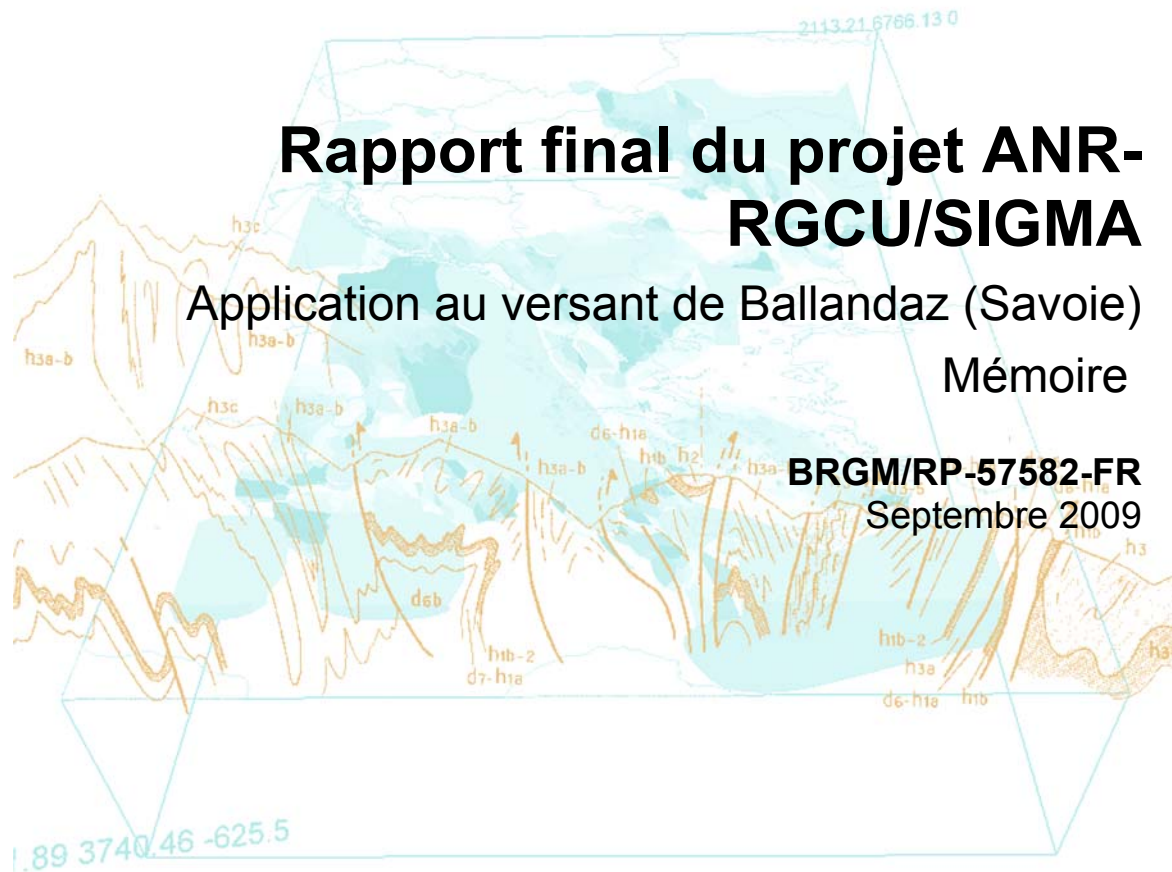 2113.21 6766.13 0
Rapport final du projet ANR-
RGCU/SIGMA
Application au versant de Ballandaz (Savoie)
Mémoire
BRGM/RP-57582-FR
Septembre 2009
h3c
h3a-b
h3a-b
h3c
h3a-b
h3a-b
d6-h1a
h3a-b
h1b
h2
d6b
h1b-2
d7-h1a
h1b-2
h3a
d6-h1a
h1b
h3
.89 3740.46 -625.5